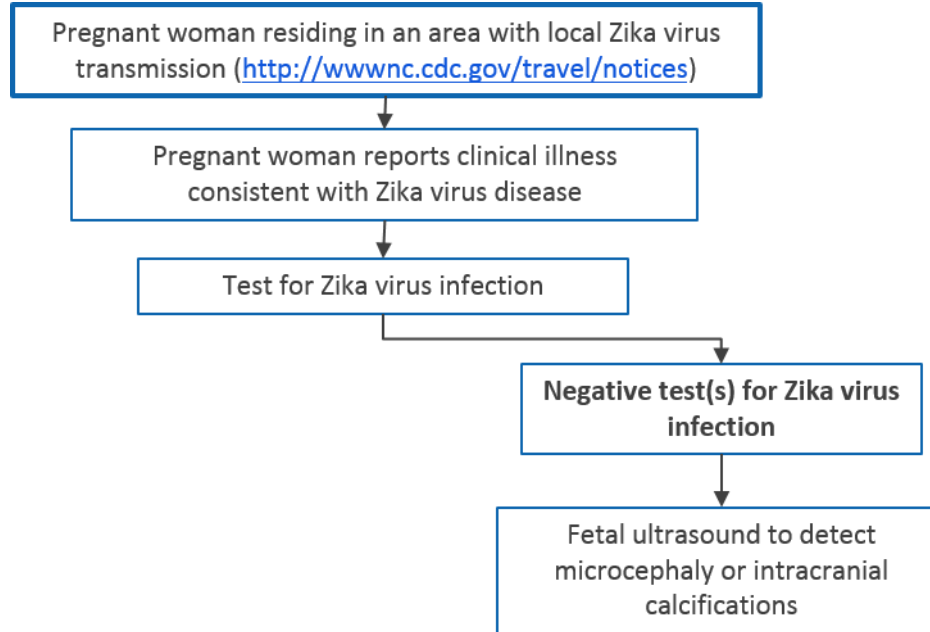 Pregnant woman residing in an area with local Zika virus
transmission (http://wwwnc.cdc.gov/travel/notices)
Pregnant woman reports clinical illness
consistent with Zika virus disease
Test for Zika virus infection
Negative test(s) for Zika virus
infection
Fetal ultrasound to detect
microcephaly or intracranial
calcifications